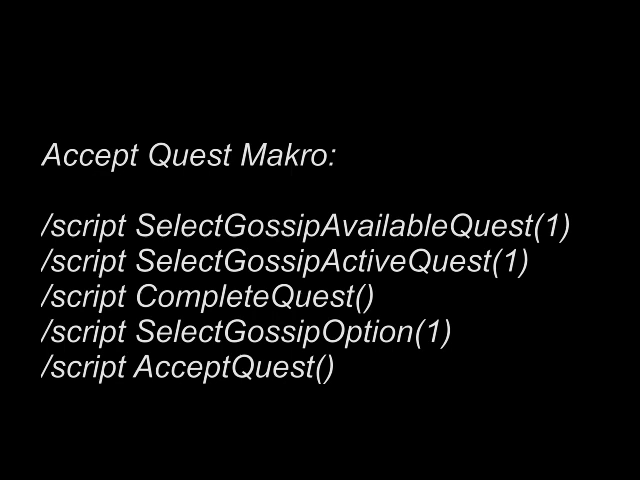 Accept Quest Makro:
/script SelectGossipAvailableQuest(1)
/script SelectGossipActiveQuest(1)
/script CompleteQuest()
/script SelectGossipOption(1)
/script AcceptQuest()